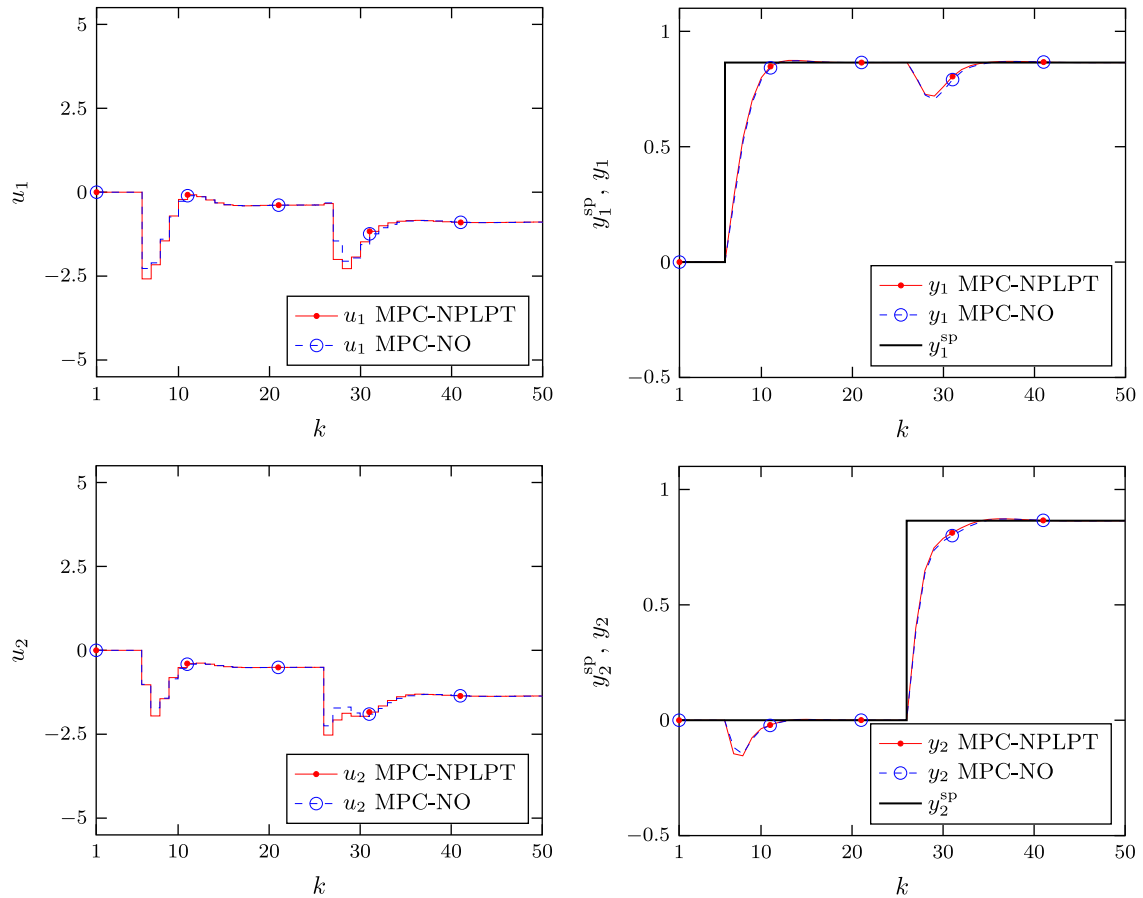 5
2.5
0
−2.5
−5
u₁
u₁ MPC-NPLPT
u₁ MPC-NO
1 10 20 30 40 50
k
1
0.5
0
−0.5
y₁ˢᵖ, y₁
y₁ MPC-NPLPT
y₁ MPC-NO
y₁ˢᵖ
1 10 20 30 40 50
k
5
2.5
0
−2.5
−5
u₂
u₂ MPC-NPLPT
u₂ MPC-NO
1 10 20 30 40 50
k
1
0.5
0
−0.5
y₂ˢᵖ, y₂
y₂ MPC-NPLPT
y₂ MPC-NO
y₂ˢᵖ
1 10 20 30 40 50
k